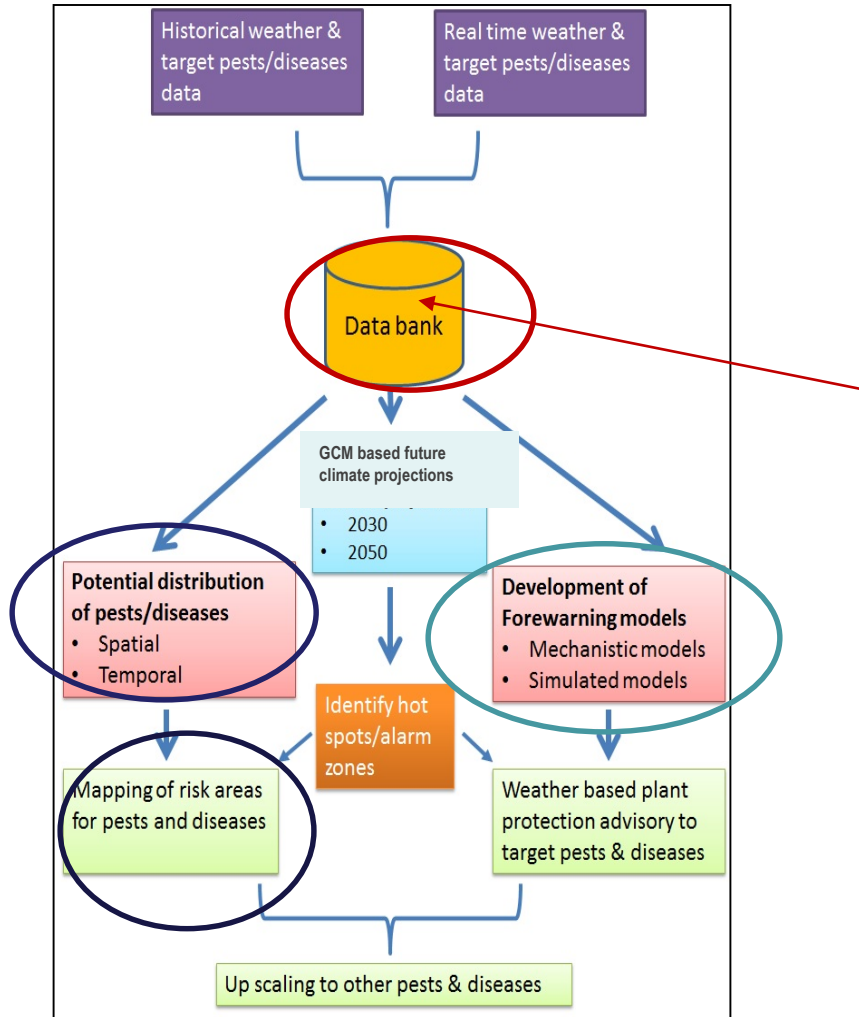 Historical weather &
target pests/diseases
data
Real time weather &
target pests/diseases
data
Data bank
GCM based future
climate projections
• 2030
• 2050
Potential distribution
of pests/diseases
• Spatial
• Temporal
Development of
Forewarning models
• Mechanistic models
• Simulated models
Identify hot
spots/alarm
zones
Mapping of risk areas
for pests and diseases
Weather based plant
protection advisory to
target pests & diseases
Up scaling to other pests & diseases